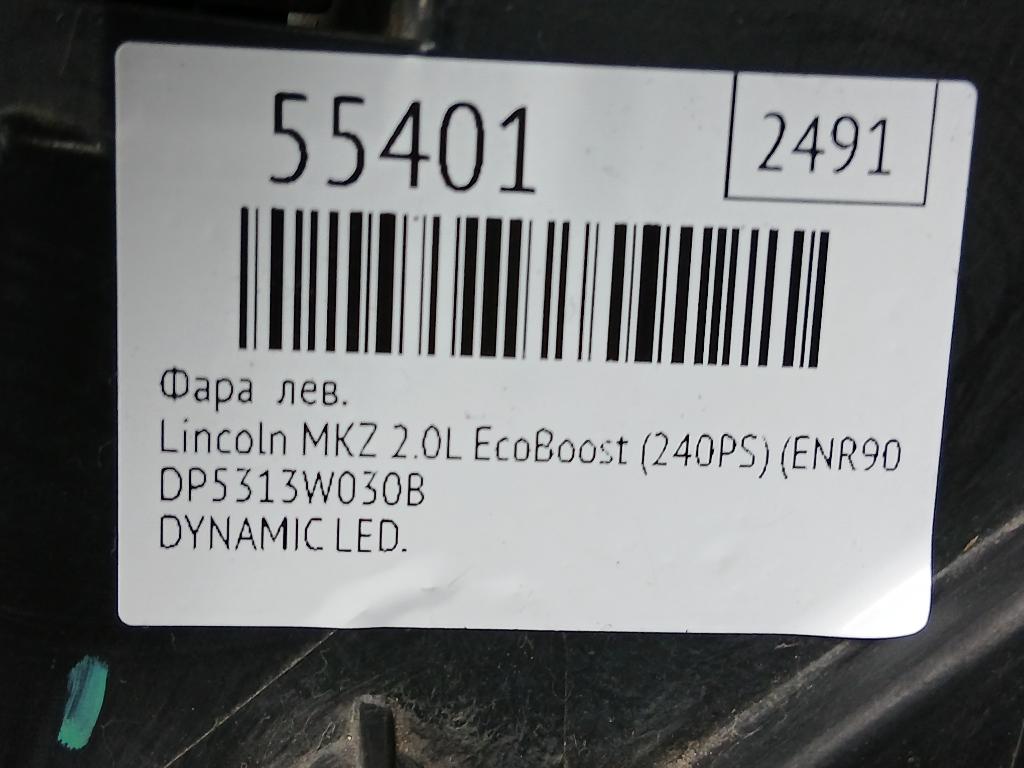 55401
2491
Фара лев.
Lincoln MKZ 2.0L EcoBoost (240PS) (ENR90
DP5313W030B
DYNAMIC LED.